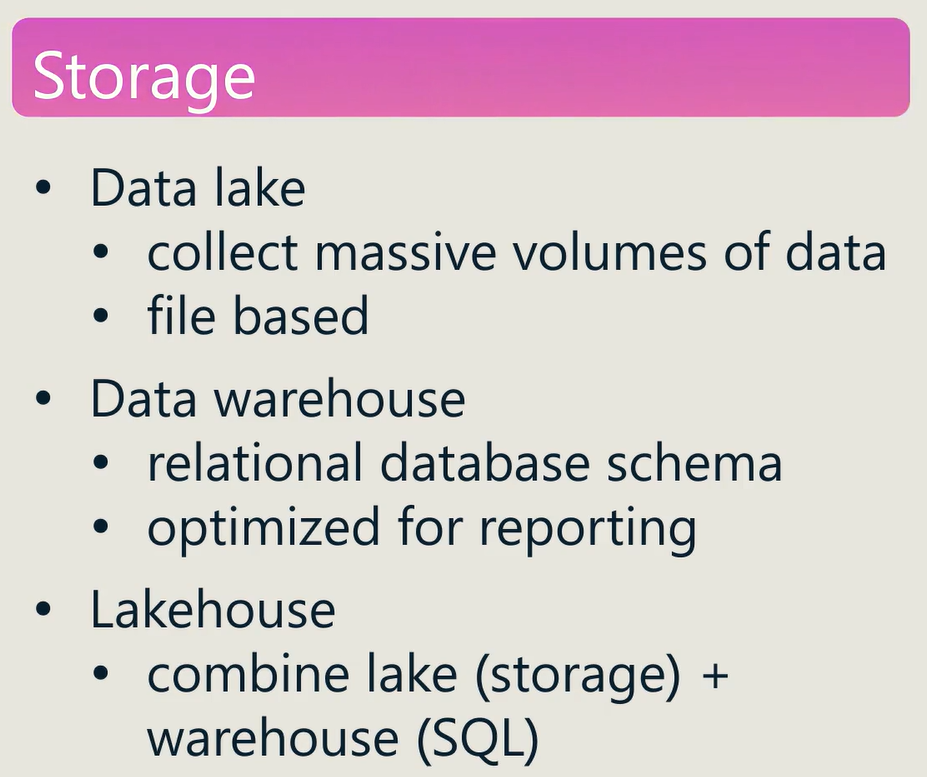 Storage
• Data lake
• collect massive volumes of data
• file based
• Data warehouse
• relational database schema
• optimized for reporting
• Lakehouse
• combine lake (storage) +
warehouse (SQL)